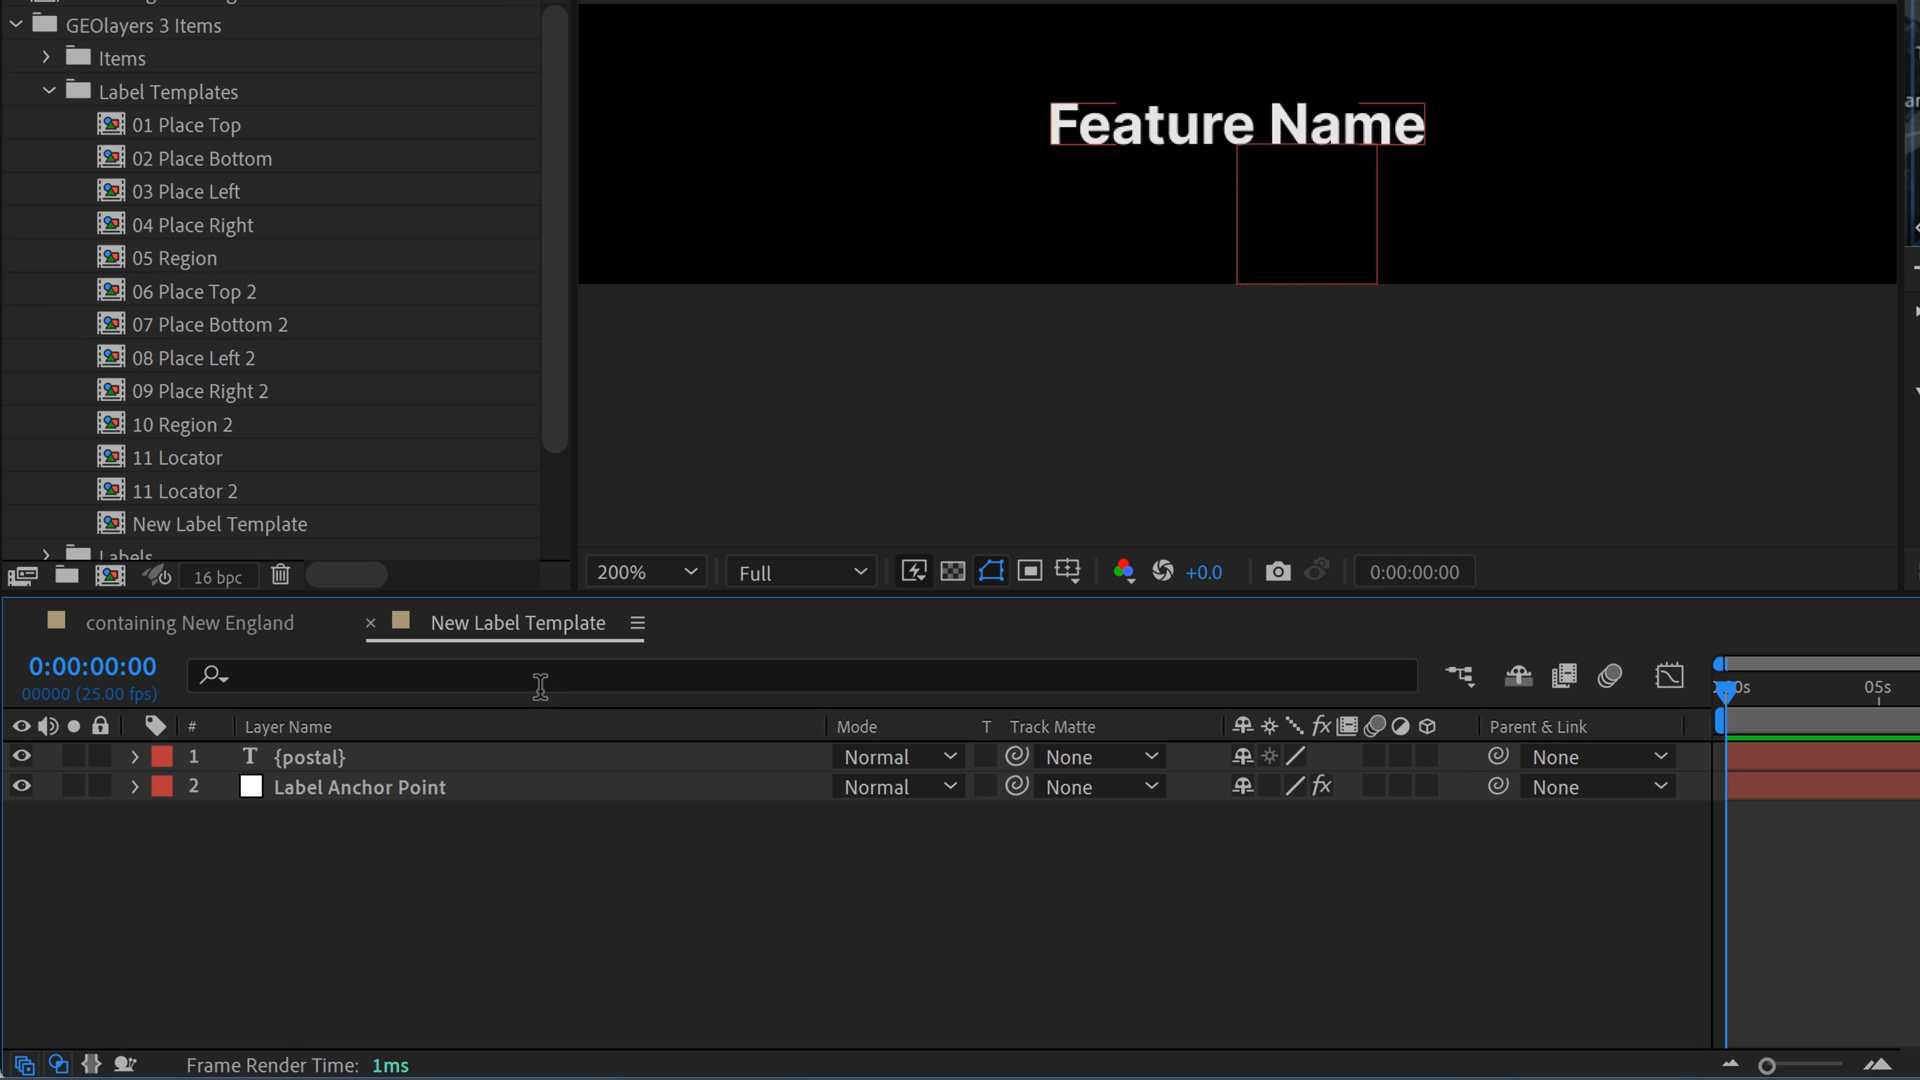 GEOlayers 3 Items
Items
Label Templates
01 Place Top
02 Place Bottom
03 Place Left
04 Place Right
05 Region
06 Place Top 2
07 Place Bottom 2
08 Place Left 2
09 Place Right 2
10 Region 2
11 Locator
11 Locator 2
New Label Template
Labels
16 bpc
Feature Name
200%
Full
+0.0
0:00:00:00
containing New England
× New Label Template
0:00:00:00
00000 (25.00 fps)
05s
# Layer Name Mode T Track Matte fx Parent & Link
1 T {postal} Normal None None
2 Label Anchor Point Normal None fx None
Frame Render Time: 1ms